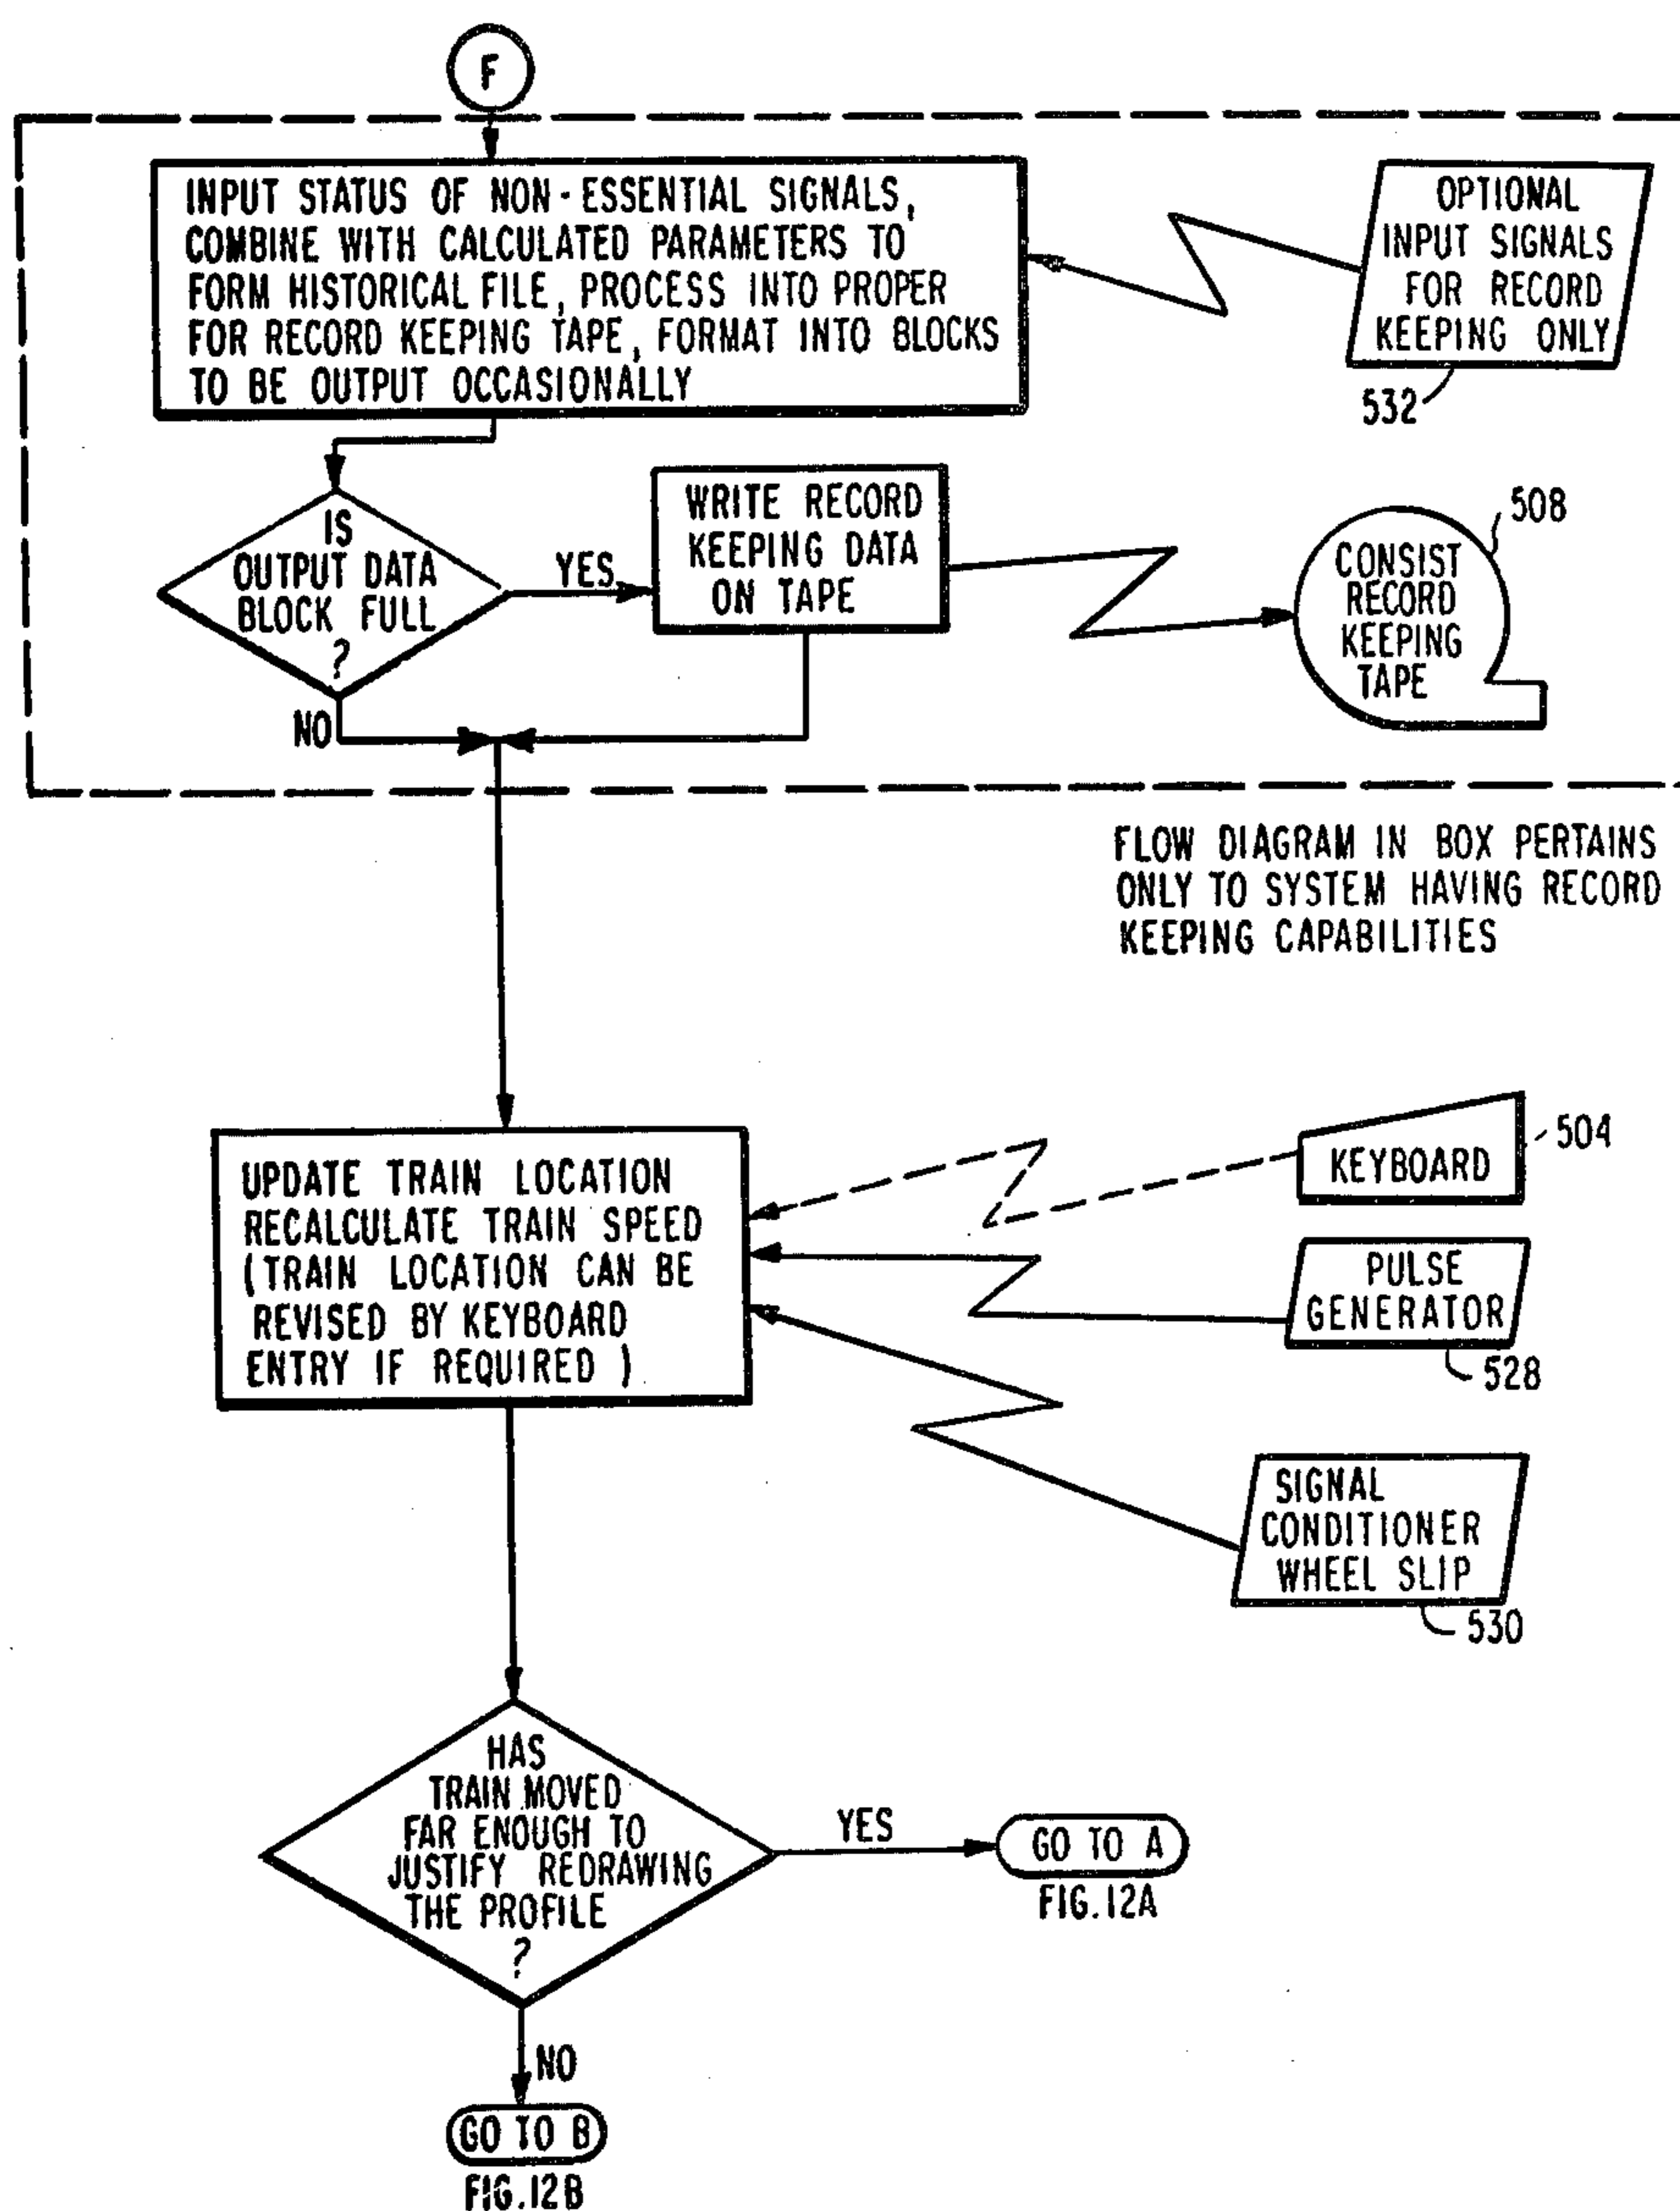 F
INPUT STATUS OF NON-ESSENTIAL SIGNALS,
COMBINE WITH CALCULATED PARAMETERS TO
FORM HISTORICAL FILE, PROCESS INTO PROPER
FOR RECORD KEEPING TAPE, FORMAT INTO BLOCKS
TO BE OUTPUT OCCASIONALLY
OPTIONAL
INPUT SIGNALS
FOR RECORD
KEEPING ONLY
532
IS
OUTPUT DATA
BLOCK FULL
?
YES
NO
WRITE RECORD
KEEPING DATA
ON TAPE
508
CONSIST
RECORD
KEEPING
TAPE
FLOW DIAGRAM IN BOX PERTAINS
ONLY TO SYSTEM HAVING RECORD
KEEPING CAPABILITIES
UPDATE TRAIN LOCATION
RECALCULATE TRAIN SPEED
(TRAIN LOCATION CAN BE
REVISED BY KEYBOARD
ENTRY IF REQUIRED )
KEYBOARD
504
PULSE
GENERATOR
528
SIGNAL
CONDITIONER
WHEEL SLIP
530
HAS
TRAIN MOVED
FAR ENOUGH TO
JUSTIFY REDRAWING
THE PROFILE
?
YES
GO TO A
FIG.12A
NO
GO TO B
FIG.12B